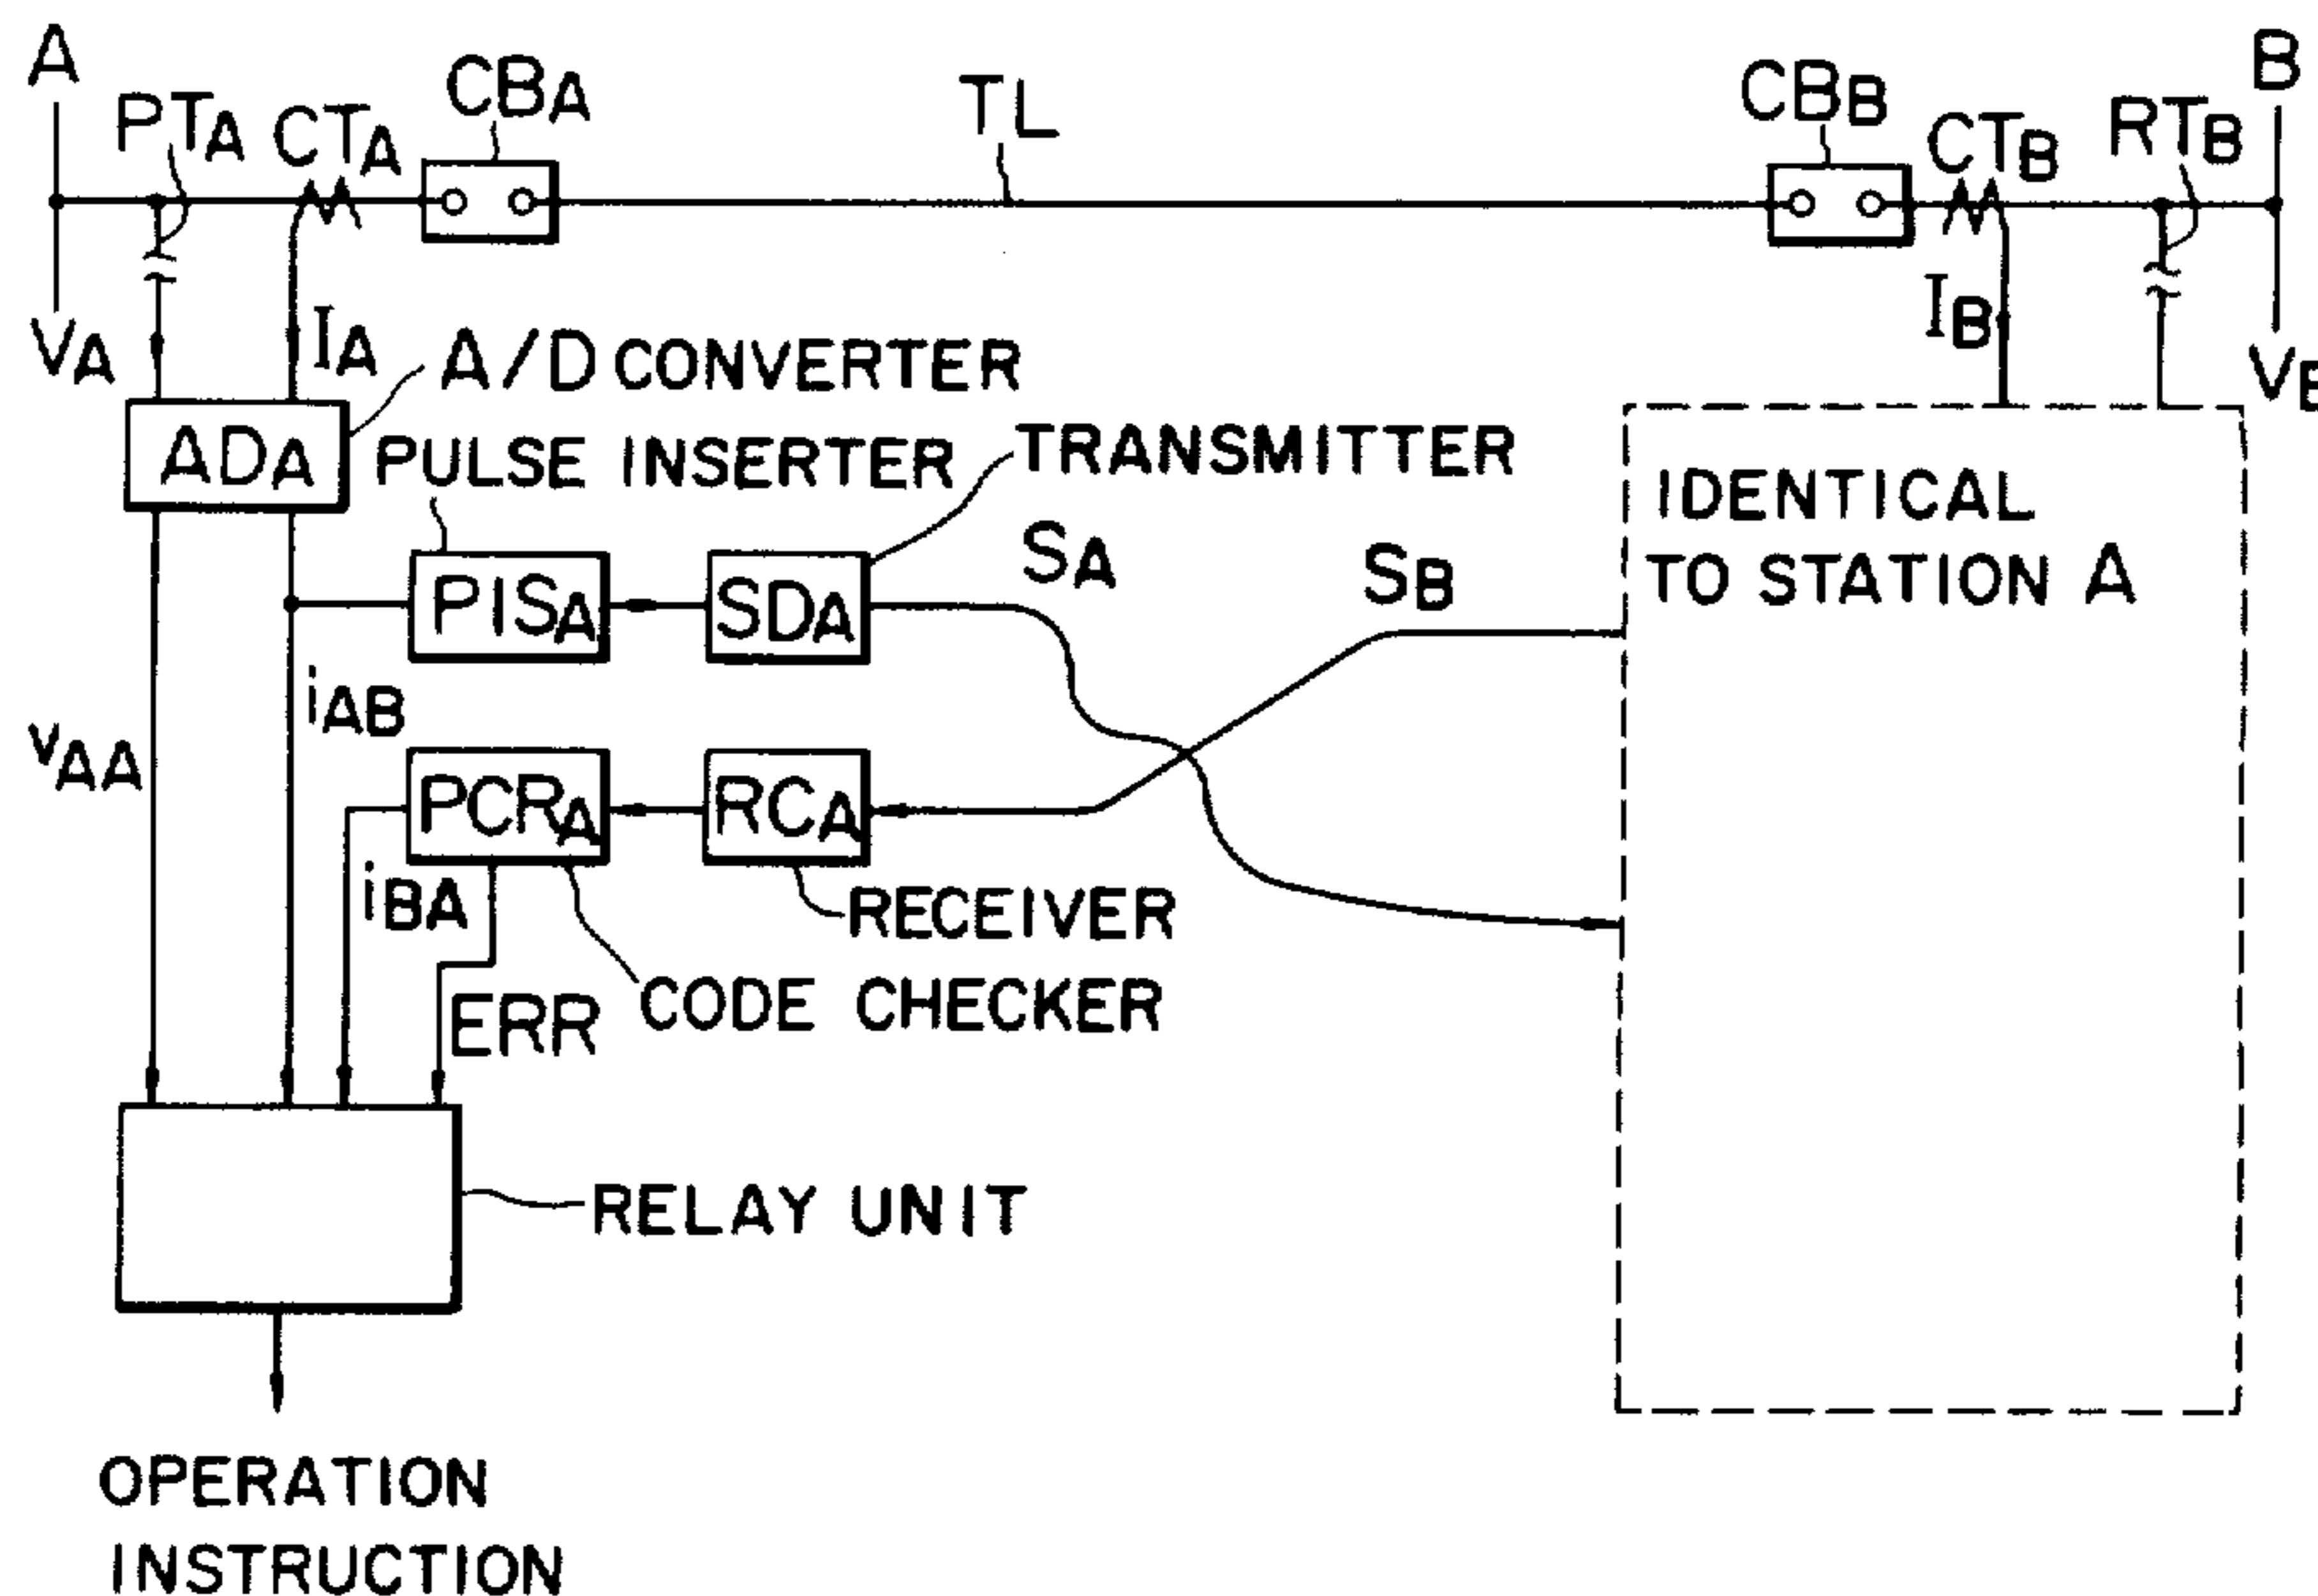 A
PTA
CTA
CBA
TL
CBB
CTB
RTB
B
VA
IA
A/D CONVERTER
IB
ADA
PULSE INSERTER
TRANSMITTER
SA
SB
IDENTICAL
TO STATION A
PISA
SDA
iAB
vAA
PCRA
RCA
iBA
RECEIVER
ERR
CODE CHECKER
RELAY UNIT
OPERATION
INSTRUCTION